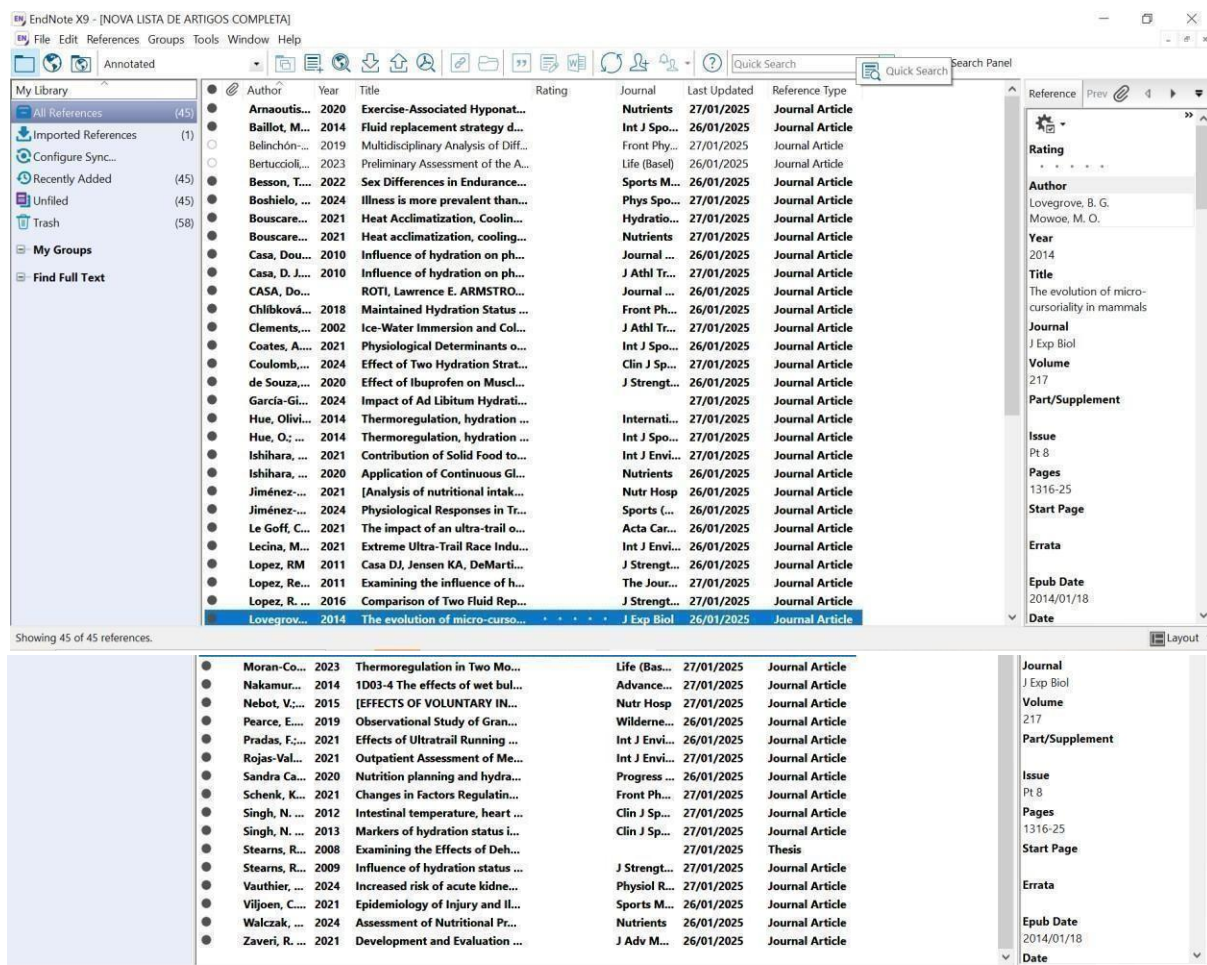 EndNote X9 - [NOVA LISTA DE ARTIGOS COMPLETA]
File Edit References Groups Tools Window Help
Annotated Quick Search Search Panel
Quick Search
My Library
All References (45)
Imported References (1)
Configure Sync...
Recently Added (45)
Unfiled (45)
Trash (58)
My Groups
Find Full Text
Author Year Title Rating Journal Last Updated Reference Type
Arnaoutis... 2020 Exercise-Associated Hyponat... Nutrients 27/01/2025 Journal Article
Baillot, M... 2014 Fluid replacement strategy d... Int J Spo... 26/01/2025 Journal Article
Belinchón-... 2019 Multidisciplinary Analysis of Diff... Front Phy... 27/01/2025 Journal Article
Bertuccioli,... 2023 Preliminary Assessment of the A... Life (Basel) 26/01/2025 Journal Article
Besson, T.... 2022 Sex Differences in Endurance... Sports M... 26/01/2025 Journal Article
Boshielo, ... 2024 Illness is more prevalent than... Phys Spo... 26/01/2025 Journal Article
Bouscare... 2021 Heat Acclimatization, Coolin... Hydratio... 27/01/2025 Journal Article
Bouscare... 2021 Heat acclimatization, cooling... Nutrients 27/01/2025 Journal Article
Casa, Dou... 2010 Influence of hydration on ph... Journal ... 26/01/2025 Journal Article
Casa, D. J.... 2010 Influence of hydration on ph... J Athl Tr... 27/01/2025 Journal Article
CASA, Do... ROTI, Lawrence E. ARMSTRO... Journal ... 26/01/2025 Journal Article
Chlíbková... 2018 Maintained Hydration Status ... Front Ph... 26/01/2025 Journal Article
Clements,... 2002 Ice-Water Immersion and Col... J Athl Tr... 27/01/2025 Journal Article
Coates, A.... 2021 Physiological Determinants o... Int J Spo... 26/01/2025 Journal Article
Coulomb,... 2024 Effect of Two Hydration Strat... Clin J Sp... 27/01/2025 Journal Article
de Souza,... 2020 Effect of Ibuprofen on Muscl... J Strengt... 26/01/2025 Journal Article
García-Gi... 2024 Impact of Ad Libitum Hydrati... 27/01/2025 Journal Article
Hue, Olivi... 2014 Thermoregulation, hydration ... Internati... 27/01/2025 Journal Article
Hue, O.; ... 2014 Thermoregulation, hydration ... Int J Spo... 27/01/2025 Journal Article
Ishihara, ... 2021 Contribution of Solid Food to... Int J Envi... 27/01/2025 Journal Article
Ishihara, ... 2020 Application of Continuous Gl... Nutrients 26/01/2025 Journal Article
Jiménez-... 2021 [Analysis of nutritional intak... Nutr Hosp 26/01/2025 Journal Article
Jiménez-... 2024 Physiological Responses in Tr... Sports (... 26/01/2025 Journal Article
Le Goff, C... 2021 The impact of an ultra-trail o... Acta Car... 27/01/2025 Journal Article
Lecina, M... 2021 Extreme Ultra-Trail Race Indu... Int J Envi... 27/01/2025 Journal Article
Lopez, RM 2011 Casa DJ, Jensen KA, DeMarti... J Strengt... 26/01/2025 Journal Article
Lopez, Re... 2011 Examining the influence of h... The Jour... 27/01/2025 Journal Article
Lopez, R. ... 2016 Comparison of Two Fluid Rep... J Strengt... 27/01/2025 Journal Article
Lovegrov... 2014 The evolution of micro-curso... J Exp Biol 26/01/2025 Journal Article
Reference Prev
Rating
Author
Lovegrove, B. G.
Mowoe, M. O.
Year
2014
Title
The evolution of micro-
cursoriality in mammals
Journal
J Exp Biol
Volume
217
Part/Supplement
Issue
Pt 8
Pages
1316-25
Start Page
Errata
Epub Date
2014/01/18
Date
Showing 45 of 45 references. Layout
Moran-Co... 2023 Thermoregulation in Two Mo... Life (Bas... 27/01/2025 Journal Article
Nakamur... 2014 1D03-4 The effects of wet bul... Advance... 27/01/2025 Journal Article
Nebot, V.;... 2015 [EFFECTS OF VOLUNTARY IN... Nutr Hosp 27/01/2025 Journal Article
Pearce, E.... 2019 Observational Study of Gran... Wilderne... 26/01/2025 Journal Article
Pradas, F.;... 2021 Effects of Ultratrail Running ... Int J Envi... 26/01/2025 Journal Article
Rojas-Val... 2021 Outpatient Assessment of Me... Int J Envi... 27/01/2025 Journal Article
Sandra Ca... 2020 Nutrition planning and hydra... Progress ... 26/01/2025 Journal Article
Schenk, K... 2021 Changes in Factors Regulatin... Front Ph... 27/01/2025 Journal Article
Singh, N. ... 2012 Intestinal temperature, heart ... Clin J Sp... 27/01/2025 Journal Article
Singh, N. ... 2013 Markers of hydration status i... Clin J Sp... 27/01/2025 Journal Article
Stearns, R... 2008 Examining the Effects of Deh... 27/01/2025 Thesis
Stearns, R... 2009 Influence of hydration status ... J Strengt... 27/01/2025 Journal Article
Vauthier, ... 2024 Increased risk of acute kidne... Physiol R... 27/01/2025 Journal Article
Viljoen, C.... 2021 Epidemiology of Injury and Il... Sports M... 26/01/2025 Journal Article
Walczak, ... 2024 Assessment of Nutritional Pr... Nutrients 26/01/2025 Journal Article
Zaveri, R. ... 2021 Development and Evaluation ... J Adv M... 26/01/2025 Journal Article
Journal
J Exp Biol
Volume
217
Part/Supplement
Issue
Pt 8
Pages
1316-25
Start Page
Errata
Epub Date
2014/01/18
Date